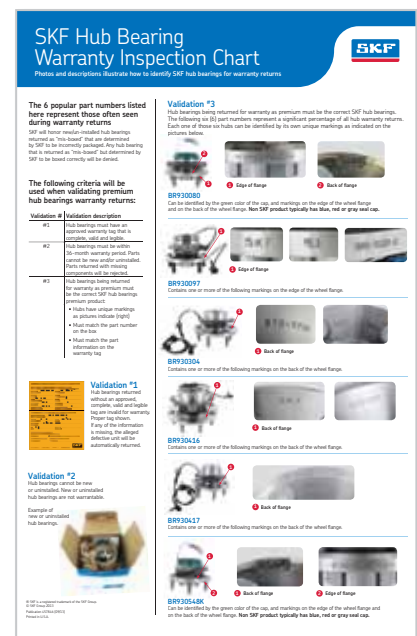 SKF Hub Bearing
Warranty Inspection Chart
Photos and descriptions illustrate how to identify SKF hub bearings for warranty returns
SKF
The 6 popular part numbers listed
here represent those often seen
during warranty returns
SKF will honor new/un-installed hub bearings
returned as "mis-boxed" that are determined
by SKF to be incorrectly packaged. Any hub bearing
that is returned as "mis-boxed" but determined by
SKF to be boxed correctly will be denied.
The following criteria will be
used when validating premium
hub bearings warranty returns:
Validation # Validation description
#1 Hub bearings must have an
approved warranty tag that is
complete, valid and legible.
#2 Hub bearings must be within
36-month warranty period. Parts
cannot be new and/or uninstalled.
Parts returned with missing
components will be rejected.
#3 Hub bearings being returned
for warranty as premium must
be the correct SKF hub bearings
premium product:
• Hubs have unique markings
as pictures indicate (right)
• Must match the part number
on the box
• Must match the part
information on the
warranty tag
Validation #1
Hub bearings returned
without an approved,
complete, valid and legible
tag are invalid for warranty.
Proper tag shown.
If any of the information
is missing, the alleged
defective unit will be
automatically returned.
Validation #2
Hub bearings cannot be new
or uninstalled. New or uninstalled
hub bearings are not warrantable.
Example of
new or uninstalled
hub bearings.
® SKF is a registered trademark of the SKF Group.
© SKF Group 2023
Printed in U.S.A.
Validation #3
Hub bearings being returned for warranty as premium must be the correct SKF hub bearings.
The following six (6) part numbers represent a significant percentage of all hub warranty returns.
Each one of those six hubs can be identified by its own unique markings as indicated on the
pictures below.
2
1
1 Edge of flange
2 Back of flange
BR930080
Can be identified by the green color of the cap, and markings on the edge of the wheel flange
and on the back of the wheel flange. Non SKF product typically has blue, red or gray seal cap.
1
1 Edge of flange
BR930097
Contains one or more of the following markings on the edge of the wheel flange.
1
1 Back of flange
BR930304
Contains one or more of the following markings on the back of the wheel flange.
1
1 Back of flange
BR930416
Contains one or more of the following markings on the back of the wheel flange.
1
1 Back of flange
BR930417
Contains one or more of the following markings on the back of the wheel flange.
1
2
1 Back of flange
2 Edge of flange
BR930548K
Can be identified by the green color of the cap, and markings on the edge of the wheel flange and
on the back of the wheel flange. Non SKF product typically has blue, red or gray seal cap.